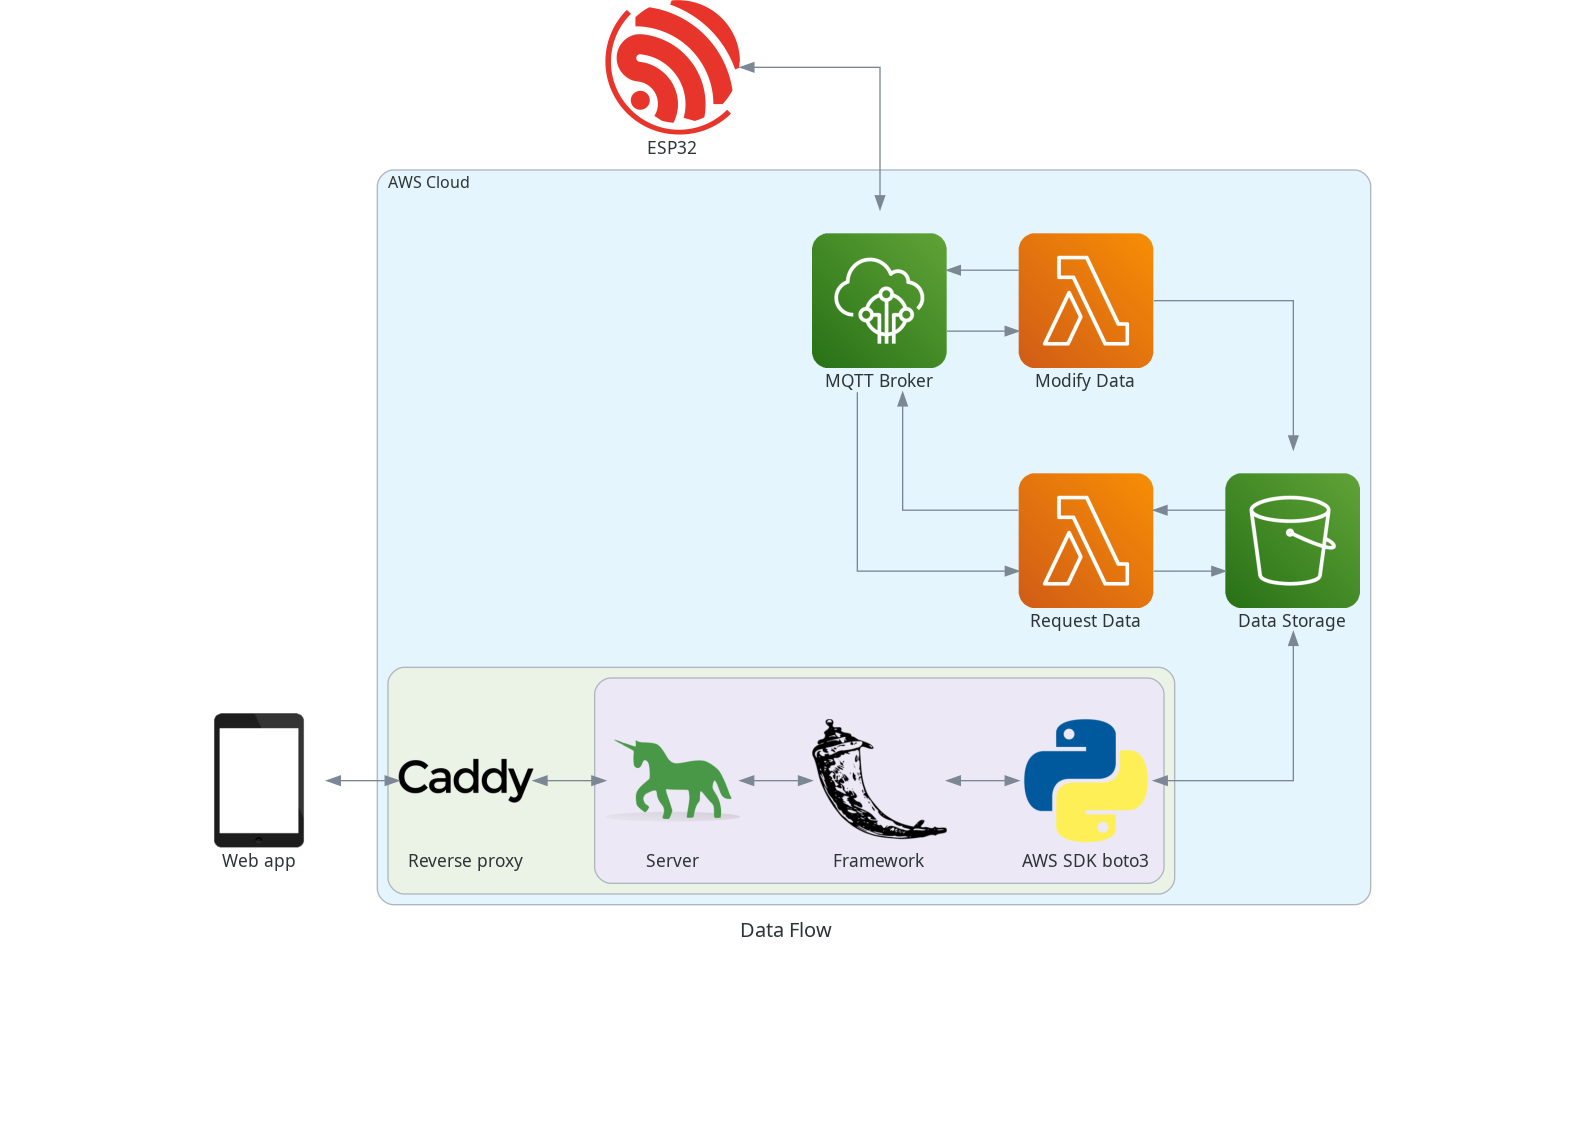 ESP32
AWS Cloud
MQTT Broker
Modify Data
Request Data
Data Storage
Caddy
Web app
Reverse proxy
Server
Framework
AWS SDK boto3
Data Flow